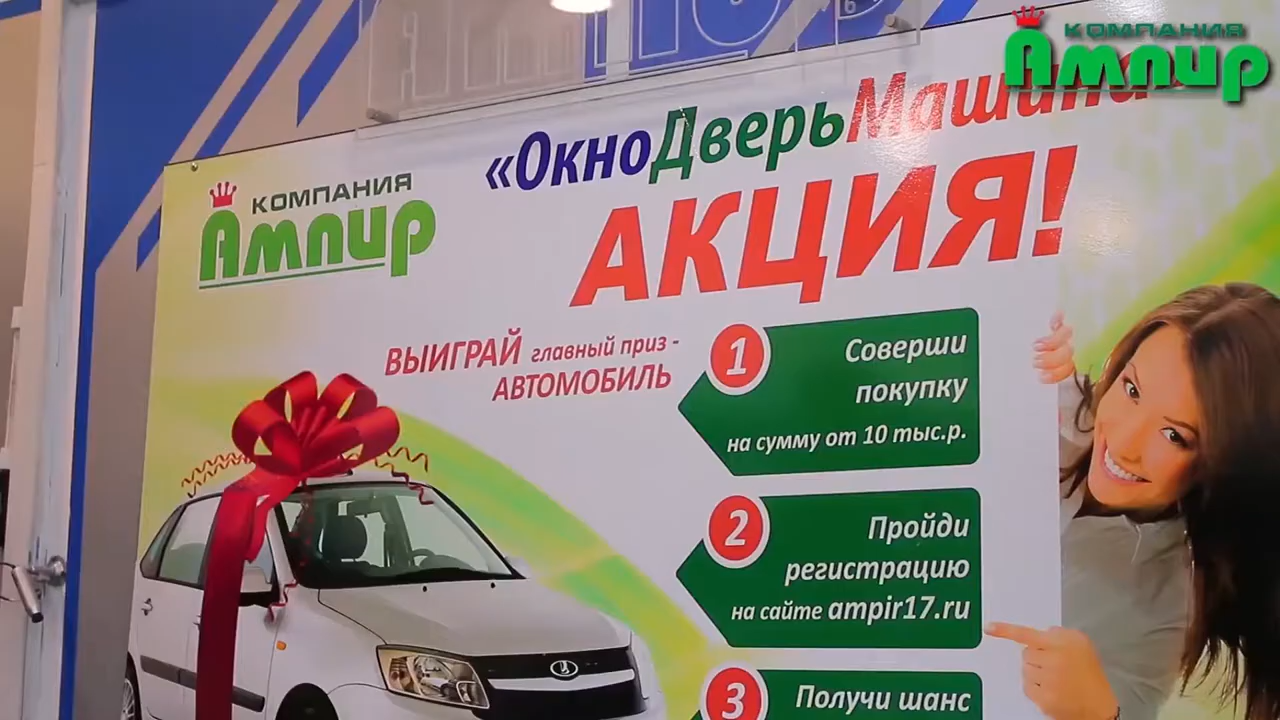 КОМПАНИЯ
Ампир
«ОкноДверьМашина»
АКЦИЯ!
КОМПАНИЯ
Ампир
ВЫИГРАЙ главный приз -
АВТОМОБИЛЬ
1
Соверши
покупку
на сумму от 10 тыс.р.
2
Пройди
регистрацию
на сайте ampir17.ru
3
Получи шанс